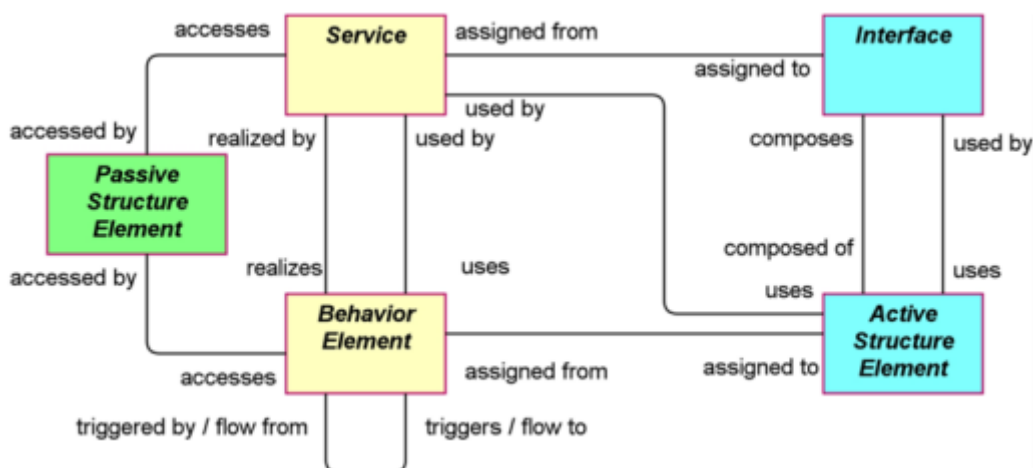 accesses
Service
assigned from
Interface
assigned to
used by
accessed by
realized by
used by
composes
used by
Passive
Structure
Element
composed of
accessed by
realizes
uses
uses
uses
Behavior
Element
Active
Structure
Element
accesses
assigned from
assigned to
triggered by / flow from
triggers / flow to